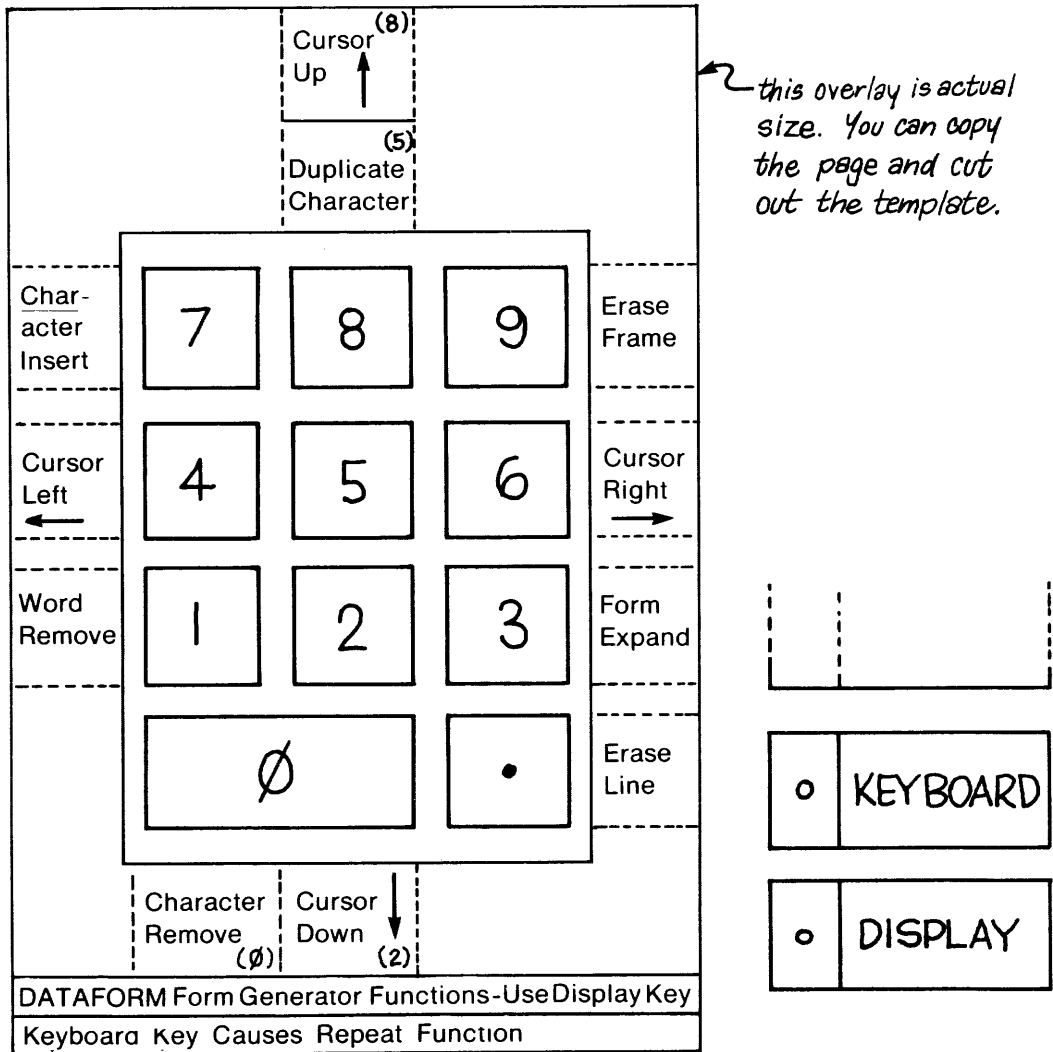 Cursor (8)
Up
this overlay is actual
size. You can copy
the page and cut
out the template.
(5)
Duplicate
Character
Char-
acter
Insert
7
8
9
Erase
Frame
Cursor
Left
4
5
6
Cursor
Right
Word
Remove
1
2
3
Form
Expand
Ø
.
Erase
Line
KEYBOARD
DISPLAY
Character
Remove
(Ø)
Cursor
Down
(2)
DATAFORM Form Generator Functions-Use Display Key
Keyboard Key Causes Repeat Function